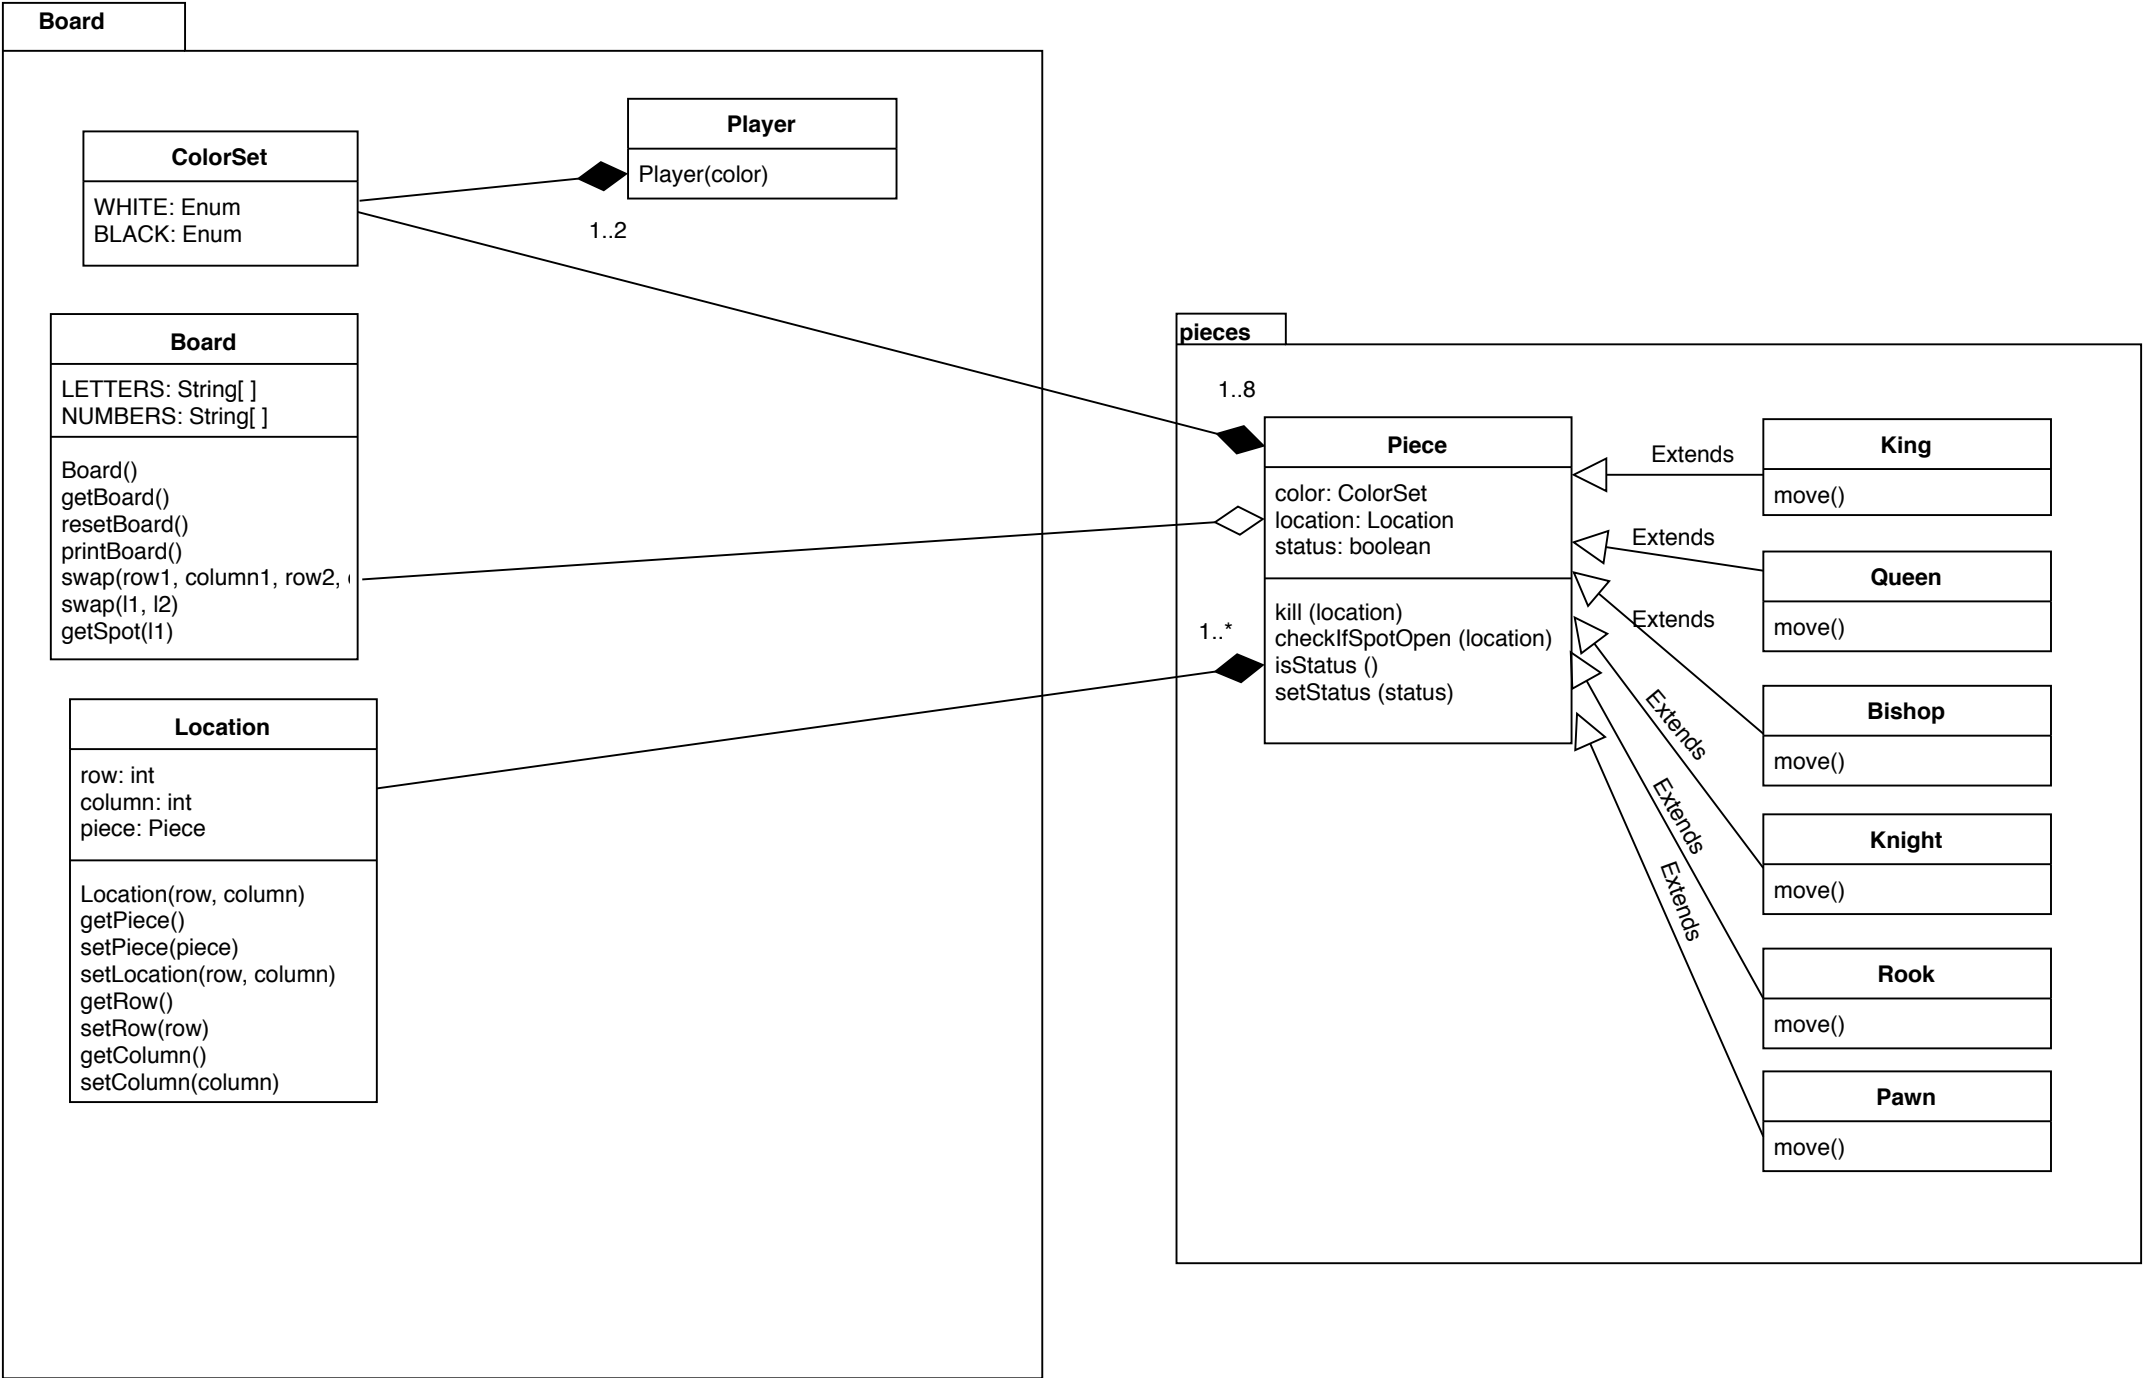 Board
ColorSet
WHITE: Enum
BLACK: Enum
Player
Player(color)
1..2
Board
LETTERS: String[ ]
NUMBERS: String[ ]
Board()
getBoard()
resetBoard()
printBoard()
swap(row1, column1, row2,
swap(l1, l2)
getSpot(l1)
Location
row: int
column: int
piece: Piece
Location(row, column)
getPiece()
setPiece(piece)
setLocation(row, column)
getRow()
setRow(row)
getColumn()
setColumn(column)
pieces
1..8
1..*
Piece
color: ColorSet
location: Location
status: boolean
kill (location)
checkIfSpotOpen (location)
isStatus ()
setStatus (status)
Extends
Extends
Extends
Extends
Extends
Extends
King
move()
Queen
move()
Bishop
move()
Knight
move()
Rook
move()
Pawn
move()